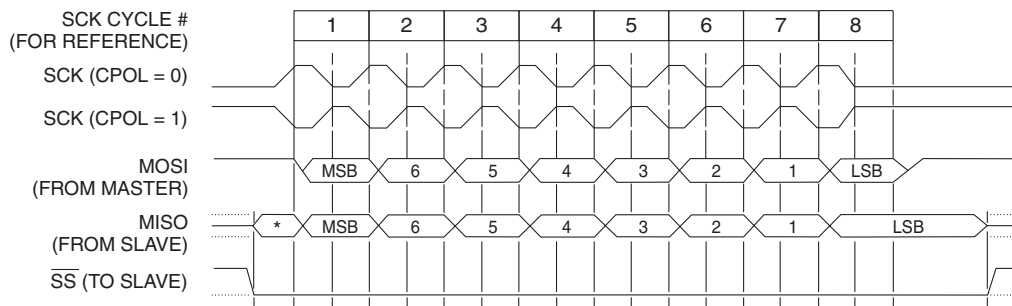 SCK CYCLE #
(FOR REFERENCE)
1 2 3 4 5 6 7 8
SCK (CPOL = 0)
SCK (CPOL = 1)
MOSI
(FROM MASTER)
MSB 6 5 4 3 2 1 LSB
MISO
(FROM SLAVE)
* MSB 6 5 4 3 2 1 LSB
SS (TO SLAVE)